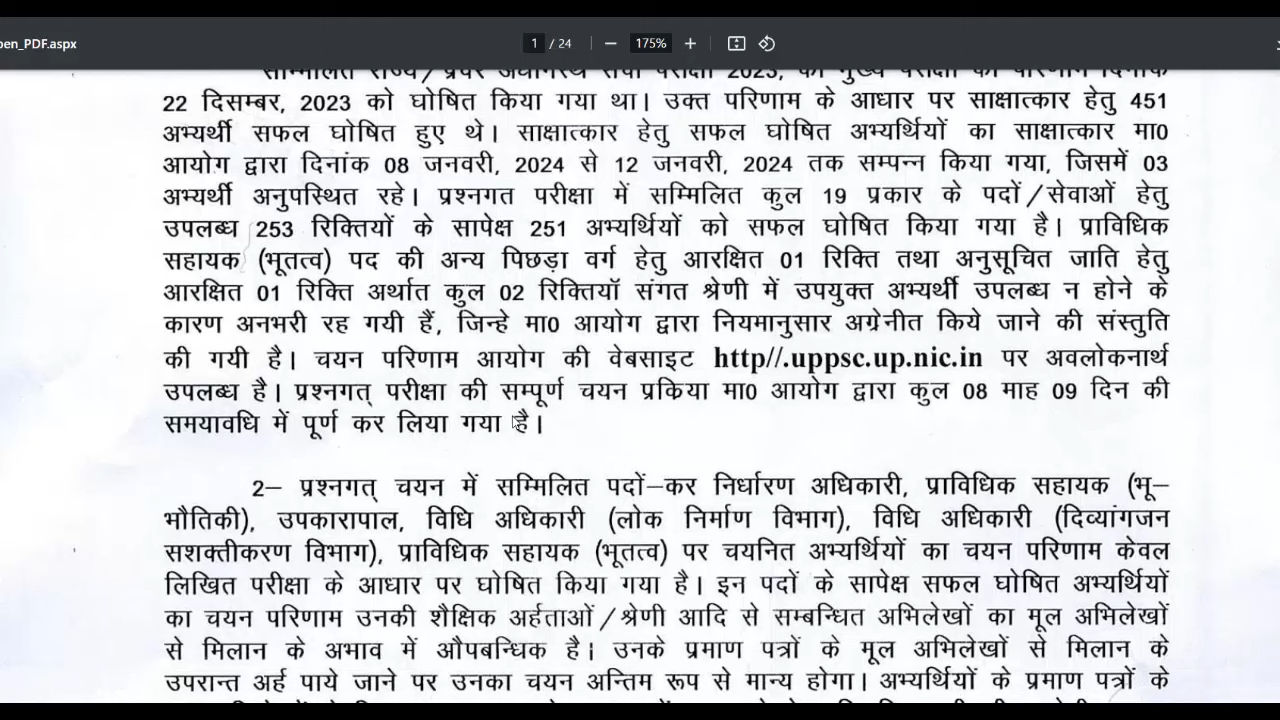 pen_PDF.aspx
1 / 24 175%
सम्मिलित राज्य/प्रवर अधीनस्थ सेवा परीक्षा 2023, की मुख्य परीक्षा का परिणाम दिनांक
22 दिसम्बर, 2023 को घोषित किया गया था। उक्त परिणाम के आधार पर साक्षात्कार हेतु 451
अभ्यर्थी सफल घोषित हुए थे। साक्षात्कार हेतु सफल घोषित अभ्यर्थियों का साक्षात्कार मा0
आयोग द्वारा दिनांक 08 जनवरी, 2024 से 12 जनवरी, 2024 तक सम्पन्न किया गया, जिसमें 03
अभ्यर्थी अनुपस्थित रहे। प्रश्नगत परीक्षा में सम्मिलित कुल 19 प्रकार के पदों/सेवाओं हेतु
उपलब्ध 253 रिक्तियों के सापेक्ष 251 अभ्यर्थियों को सफल घोषित किया गया है। प्राविधिक
सहायक (भूतत्व) पद की अन्य पिछड़ा वर्ग हेतु आरक्षित 01 रिक्ति तथा अनुसूचित जाति हेतु
आरक्षित 01 रिक्ति अर्थात कुल 02 रिक्तियॉ संगत श्रेणी में उपयुक्त अभ्यर्थी उपलब्ध न होने के
कारण अनभरी रह गयी हैं, जिन्हे मा0 आयोग द्वारा नियमानुसार अग्रेनीत किये जाने की संस्तुति
की गयी है। चयन परिणाम आयोग की वेबसाइट http//.uppsc.up.nic.in पर अवलोकनार्थ
उपलब्ध है। प्रश्नगत् परीक्षा की सम्पूर्ण चयन प्रकिया मा0 आयोग द्वारा कुल 08 माह 09 दिन की
समयावधि में पूर्ण कर लिया गया है।
2– प्रश्नगत् चयन में सम्मिलित पदों–कर निर्धारण अधिकारी, प्राविधिक सहायक (भू–
भौतिकी), उपकारापाल, विधि अधिकारी (लोक निर्माण विभाग), विधि अधिकारी (दिव्यांगजन
सशक्तीकरण विभाग), प्राविधिक सहायक (भूतत्व) पर चयनित अभ्यर्थियों का चयन परिणाम केवल
लिखित परीक्षा के आधार पर घोषित किया गया है। इन पदों के सापेक्ष सफल घोषित अभ्यर्थियों
का चयन परिणाम उनकी शैक्षिक अर्हताओं/श्रेणी आदि से सम्बन्धित अभिलेखों का मूल अभिलेखों
से मिलान के अभाव में औपबन्धिक है। उनके प्रमाण पत्रों के मूल अभिलेखों से मिलान के
उपरान्त अर्ह पाये जाने पर उनका चयन अन्तिम रूप से मान्य होगा। अभ्यर्थियों के प्रमाण पत्रों के